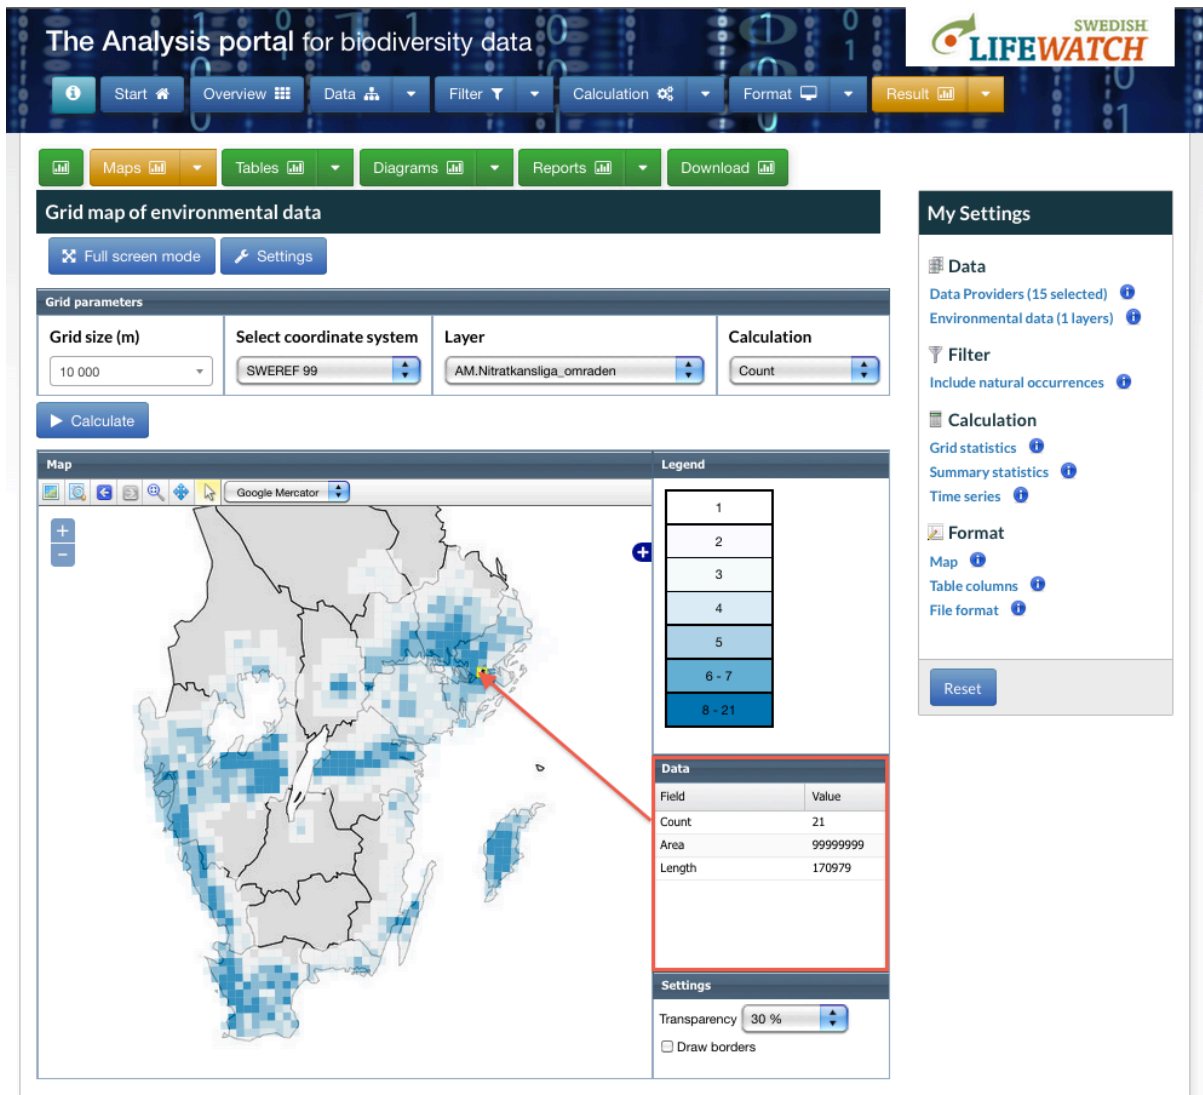 The Analysis portal for biodiversity data
SWEDISH
LIFEWATCH
Start Overview Data Filter Calculation Format Result
Maps Tables Diagrams Reports Download
Grid map of environmental data
Full screen mode Settings
Grid parameters
Grid size (m) Select coordinate system Layer Calculation
10 000 SWEREF 99 AM.Nitratkansliga_omraden Count
Calculate
Map
Google Mercator
Legend
1
2
3
4
5
6 - 7
8 - 21
Data
Field Value
Count 21
Area 99999999
Length 170979
Settings
Transparency 30 %
Draw borders
My Settings
Data
Data Providers (15 selected)
Environmental data (1 layers)
Filter
Include natural occurrences
Calculation
Grid statistics
Summary statistics
Time series
Format
Map
Table columns
File format
Reset